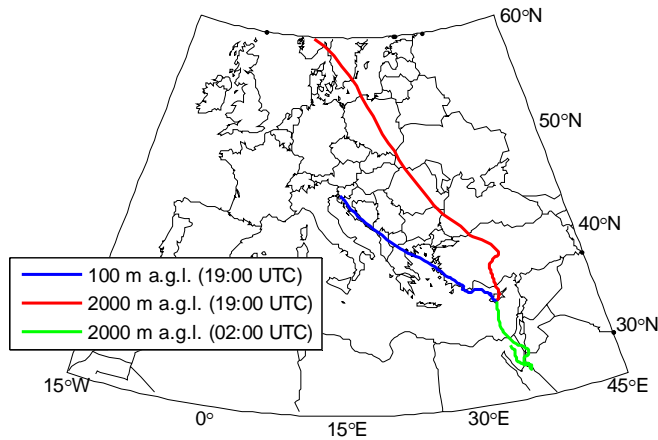 60°N
50°N
40°N
100 m a.g.l. (19:00 UTC)
2000 m a.g.l. (19:00 UTC)
2000 m a.g.l. (02:00 UTC)
30°N
15°W
45°E
0°
30°E
15°E